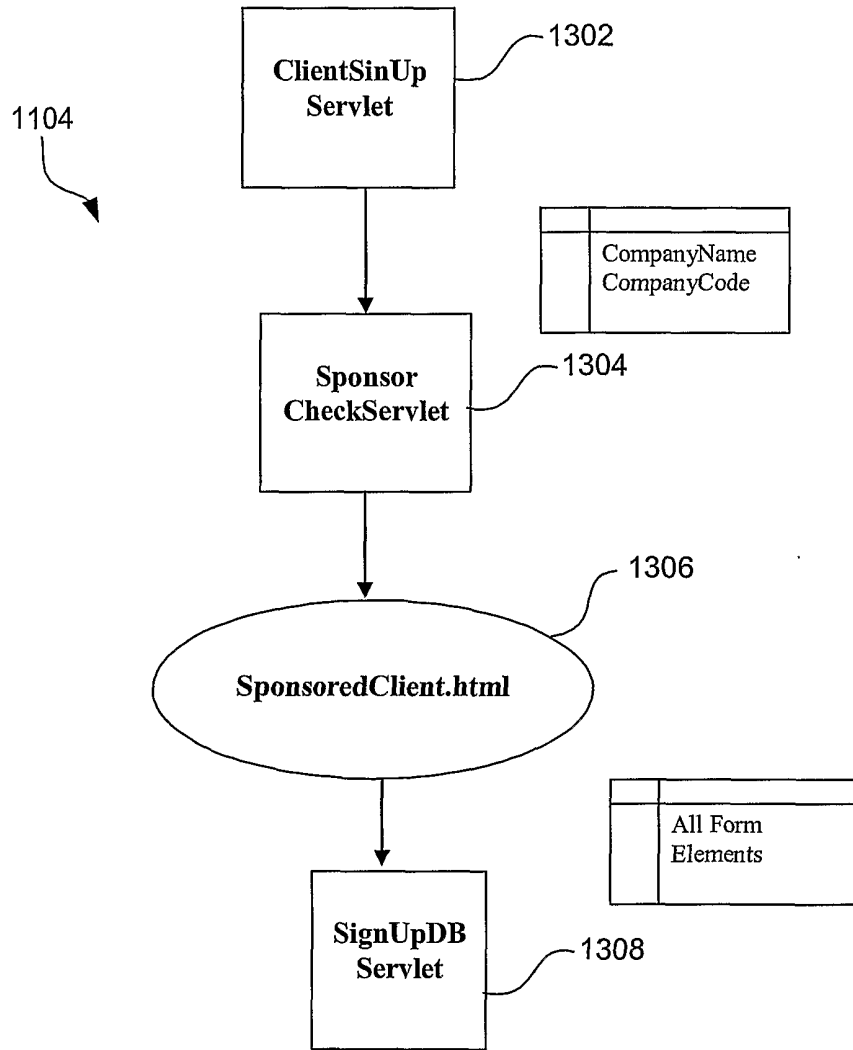 1302
ClientSinUp
Servlet
1104
CompanyName
CompanyCode
Sponsor
CheckServlet
1304
1306
SponsoredClient.html
All Form
Elements
SignUpDB
Servlet
1308